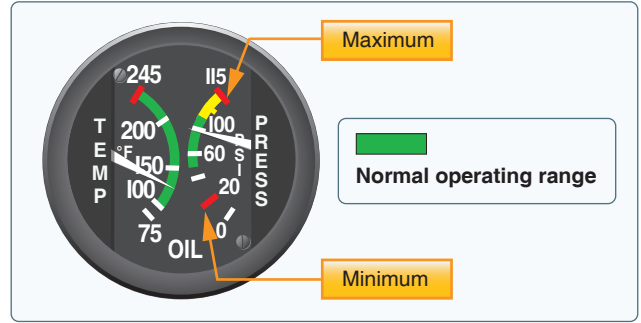 Maximum
245
115
200
100
TEMP
°F
PSI
PRESS
150
60
100
20
75
0
OIL
Normal operating range
Minimum